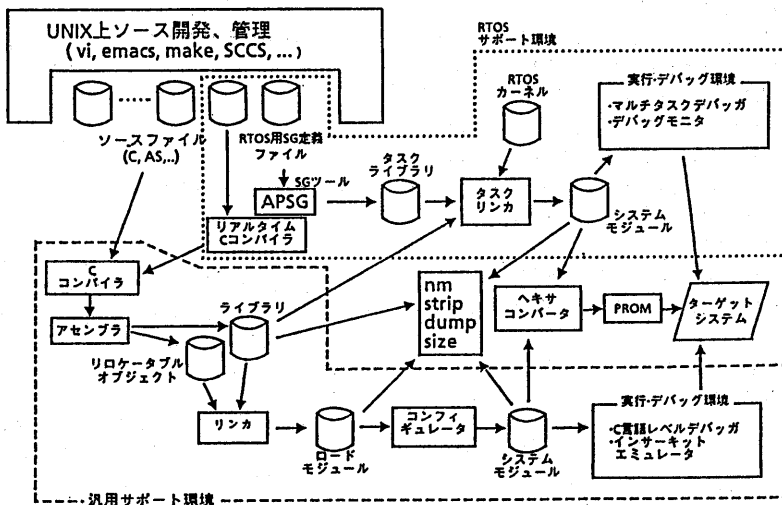 UNIX上ソース開発、管理
( vi, emacs, make, SCCS, ... )
RTOS
サポート環境
RTOS
カーネル
実行・デバッグ環境
・マルチタスクデバッガ
・デバッグモニタ
ソースファイル
(C, AS,..)
RTOS用SG定義
ファイル
SGツール
APSG
タスク
ライブラリ
タスク
リンカ
システム
モジュール
リアルタイム
Cコンパイラ
C
コンパイラ
アセンブラ
ライブラリ
リロケータブル
オブジェクト
nm
strip
dump
size
ヘキサ
コンバータ
PROM
ターゲット
システム
リンカ
ロード
モジュール
コンフィ
ギュレータ
システム
モジュール
実行・デバッグ環境
・C言語レベルデバッガ
・インサーキット
エミュレータ
汎用サポート環境